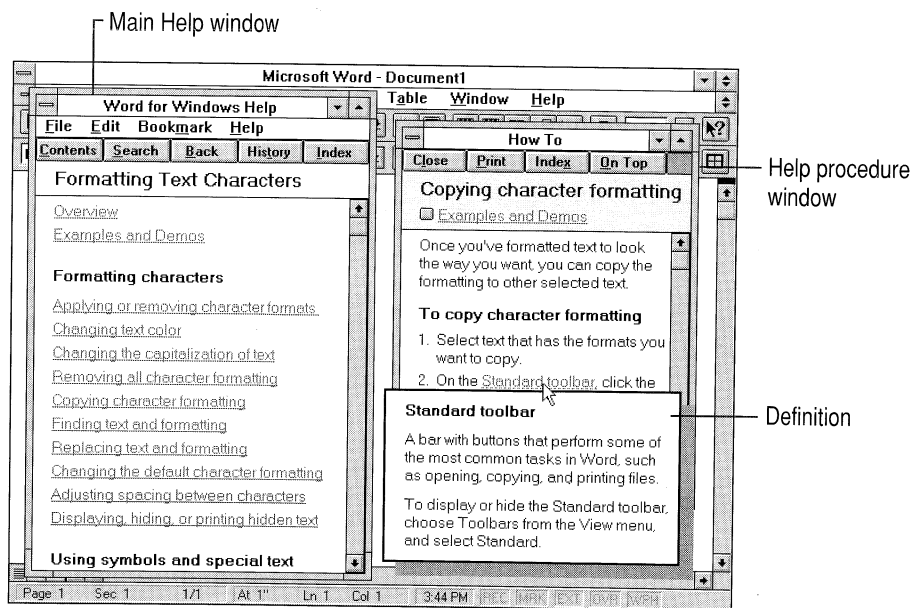 Main Help window
Microsoft Word - Document1
Table Window Help
Word for Windows Help
File Edit Bookmark Help
Contents Search Back History Index
Formatting Text Characters
Overview
Examples and Demos
Formatting characters
Applying or removing character formats
Changing text color
Changing the capitalization of text
Removing all character formatting
Copying character formatting
Finding text and formatting
Replacing text and formatting
Changing the default character formatting
Adjusting spacing between characters
Displaying, hiding, or printing hidden text
Using symbols and special text
How To
Close Print Index On Top
Copying character formatting
Examples and Demos
Once you've formatted text to look
the way you want, you can copy the
formatting to other selected text.
To copy character formatting
1. Select text that has the formats you
want to copy.
2. On the Standard toolbar, click the
Standard toolbar
A bar with buttons that perform some of
the most common tasks in Word, such
as opening, copying, and printing files.
To display or hide the Standard toolbar,
choose Toolbars from the View menu,
and select Standard.
Help procedure
window
Definition
Page 1 Sec 1 1/1 At 1" Ln 1 Col 1 3:44 PM REC MRK EXT OVR WPH